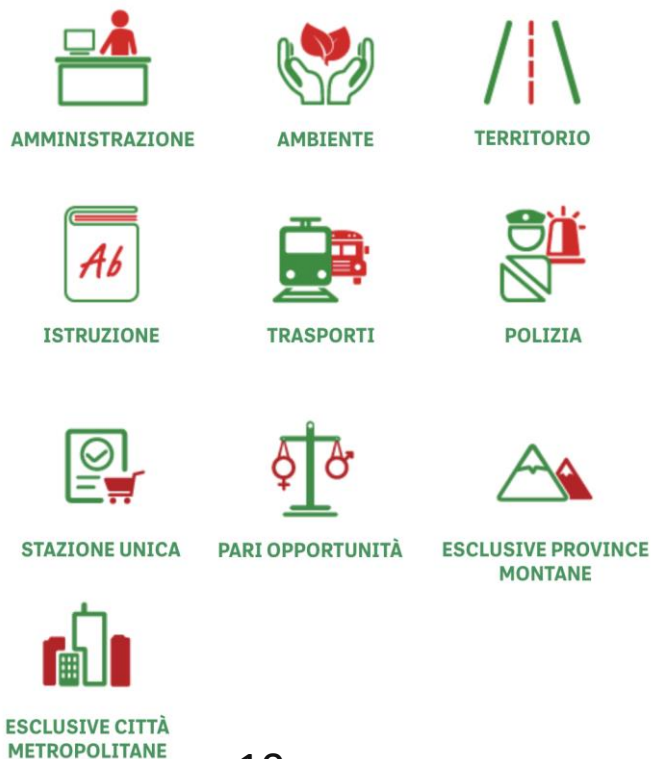 AMMINISTRAZIONE
AMBIENTE
TERRITORIO
Ab
ISTRUZIONE
TRASPORTI
POLIZIA
STAZIONE UNICA
PARI OPPORTUNITÀ
ESCLUSIVE PROVINCE
MONTANE
ESCLUSIVE CITTÀ
METROPOLITANE